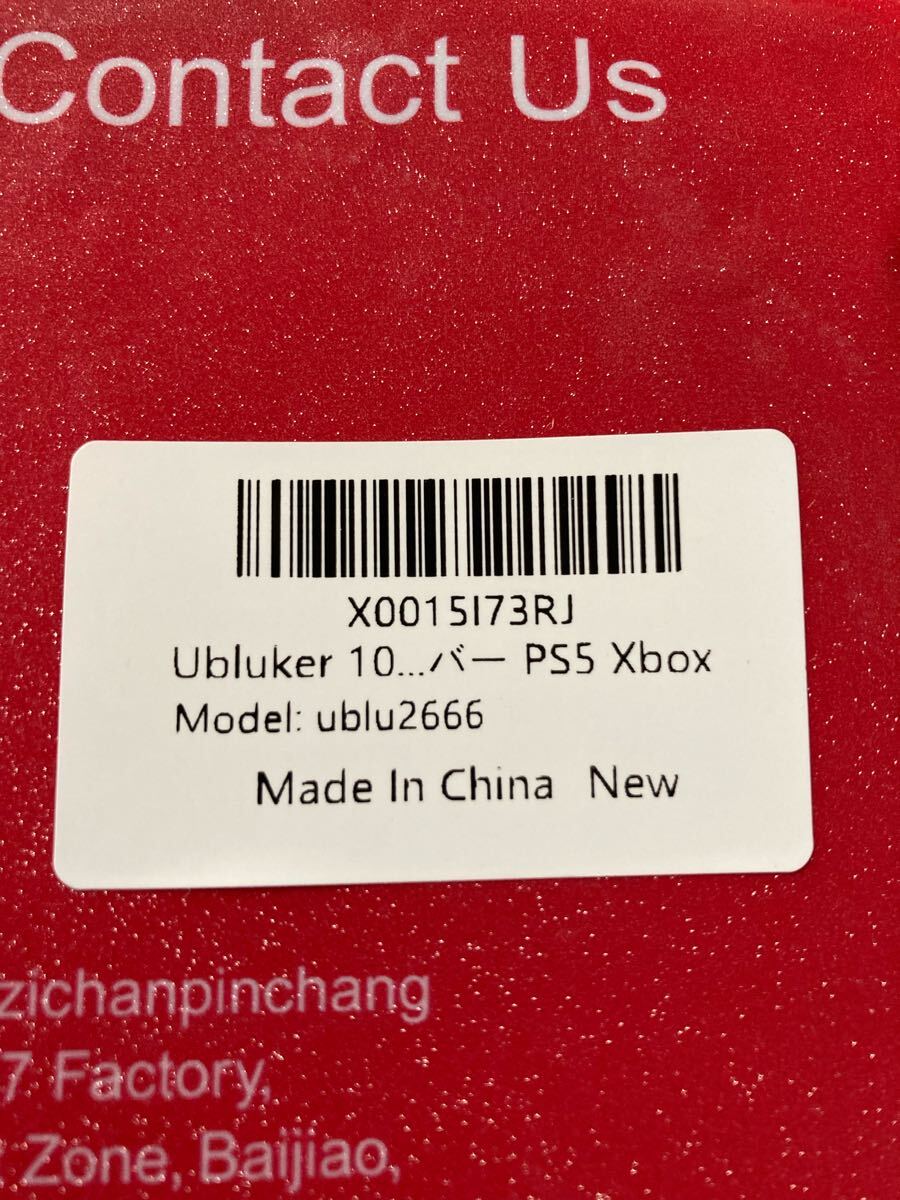 Contact Us
X0015I73RJ
Ubluker 10...バー PS5 Xbox
Model: ublu2666
Made In China New
zichanpinchang
7 Factory,
Zone, Baijiao,